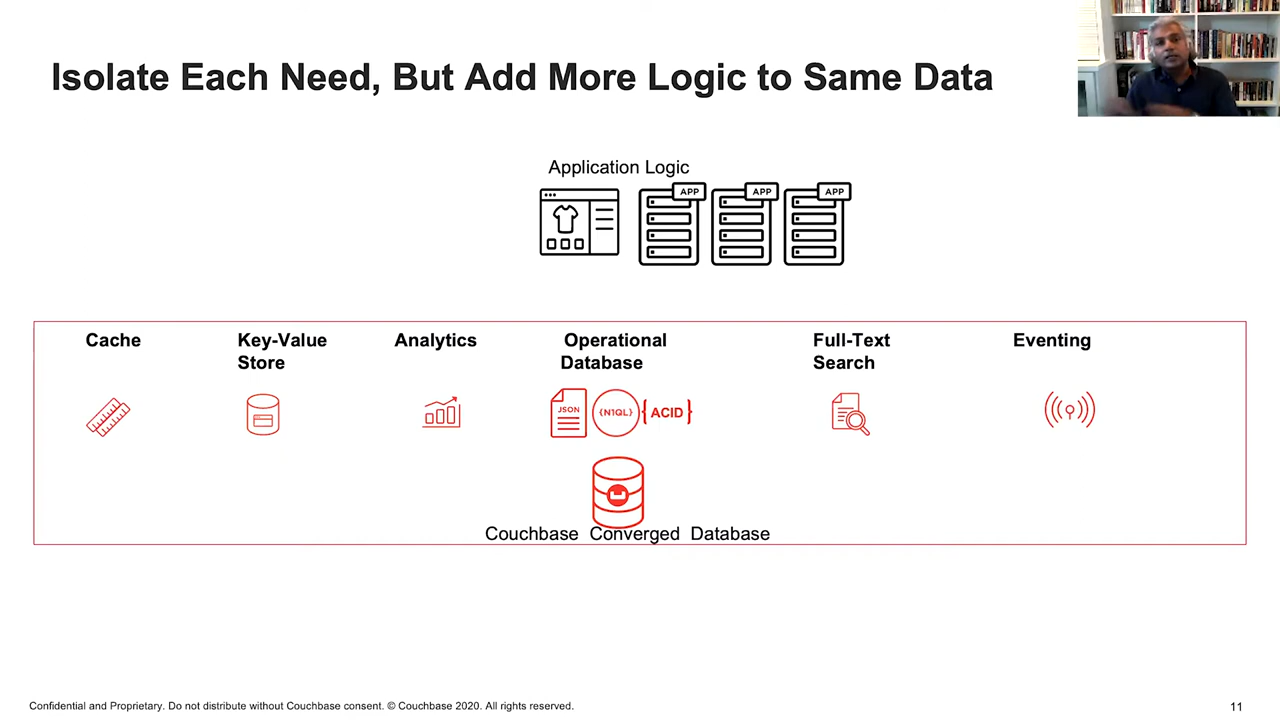 Isolate Each Need, But Add More Logic to Same Data
Application Logic
APP
APP
APP
Cache
Key-Value
Store
Analytics
Operational
Database
Full-Text
Search
Eventing
JSON
{N1QL}
{ACID}
Couchbase Converged Database
Confidential and Proprietary. Do not distribute without Couchbase consent. © Couchbase 2020. All rights reserved.
11